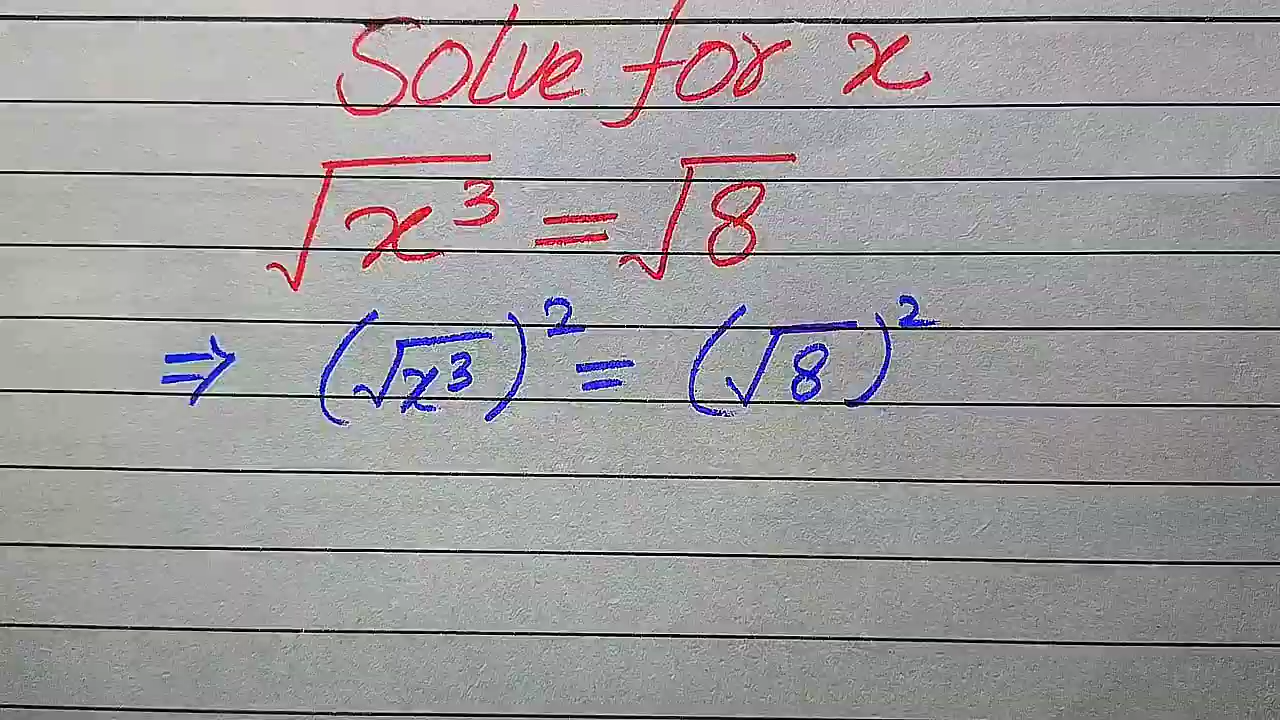 Solve for x
√x³ = √8
⇒ (√x³)² = (√8)²